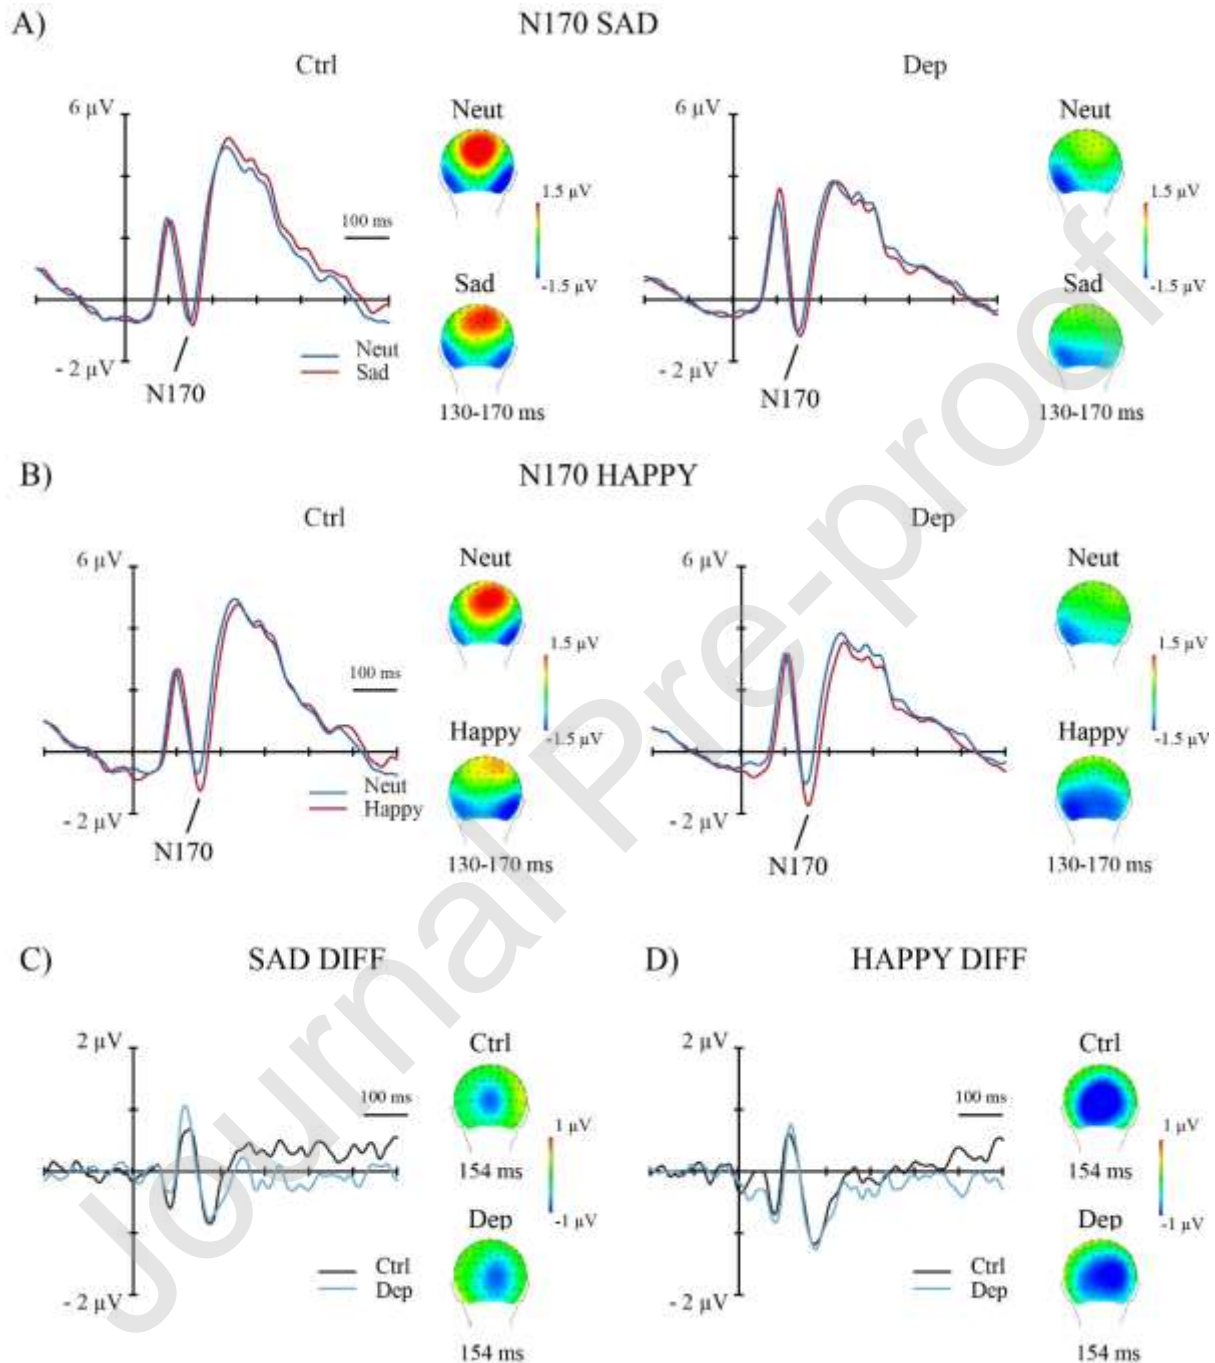 A)
N170 SAD
Ctrl
Dep
6 µV
Neut
1.5 µV
100 ms
-1.5 µV
Sad
- 2 µV
Neut
Sad
N170
130-170 ms
6 µV
Neut
1.5 µV
-1.5 µV
Sad
- 2 µV
N170
130-170 ms
B)
N170 HAPPY
Ctrl
Dep
6 µV
Neut
1.5 µV
100 ms
-1.5 µV
Happy
Neut
Happy
- 2 µV
N170
130-170 ms
6 µV
Neut
1.5 µV
-1.5 µV
Happy
- 2 µV
N170
130-170 ms
C)
SAD DIFF
2 µV
Ctrl
100 ms
1 µV
154 ms
-1 µV
Dep
Ctrl
Dep
- 2 µV
154 ms
D)
HAPPY DIFF
2 µV
Ctrl
100 ms
1 µV
154 ms
-1 µV
Dep
Ctrl
Dep
- 2 µV
154 ms
Journal Pre-proof